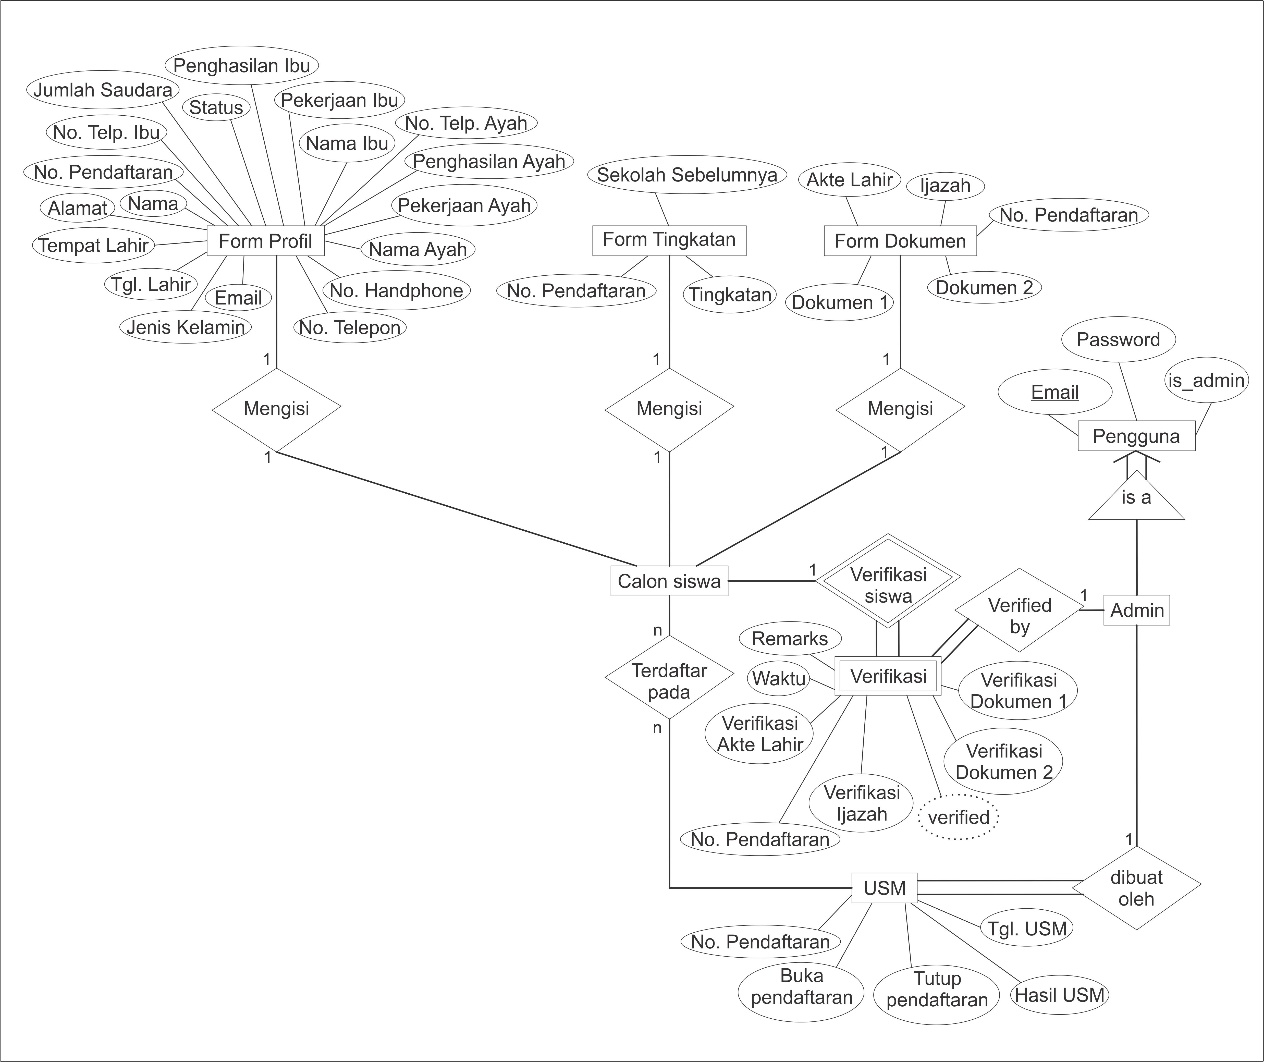 Penghasilan Ibu
Jumlah Saudara
Status
Pekerjaan Ibu
No. Telp. Ibu
No. Telp. Ayah
Nama Ibu
No. Pendaftaran
Penghasilan Ayah
Alamat
Nama
Pekerjaan Ayah
Tempat Lahir
Form Profil
Nama Ayah
Tgl. Lahir
Email
No. Handphone
Jenis Kelamin
No. Telepon
Sekolah Sebelumnya
Form Tingkatan
No. Pendaftaran
Tingkatan
Akte Lahir
Ijazah
No. Pendaftaran
Form Dokumen
Dokumen 1
Dokumen 2
1
1
1
Mengisi
Mengisi
Mengisi
1
1
1
Password
Email
is_admin
Pengguna
is a
Calon siswa
1
Verifikasi
siswa
Verified
by
1
Admin
n
Terdaftar
pada
n
Remarks
Waktu
Verifikasi
Verifikasi
Akte Lahir
Verifikasi
Dokumen 1
Verifikasi
Dokumen 2
Verifikasi
Ijazah
verified
No. Pendaftaran
1
dibuat
oleh
USM
No. Pendaftaran
Tgl. USM
Buka
pendaftaran
Tutup
pendaftaran
Hasil USM